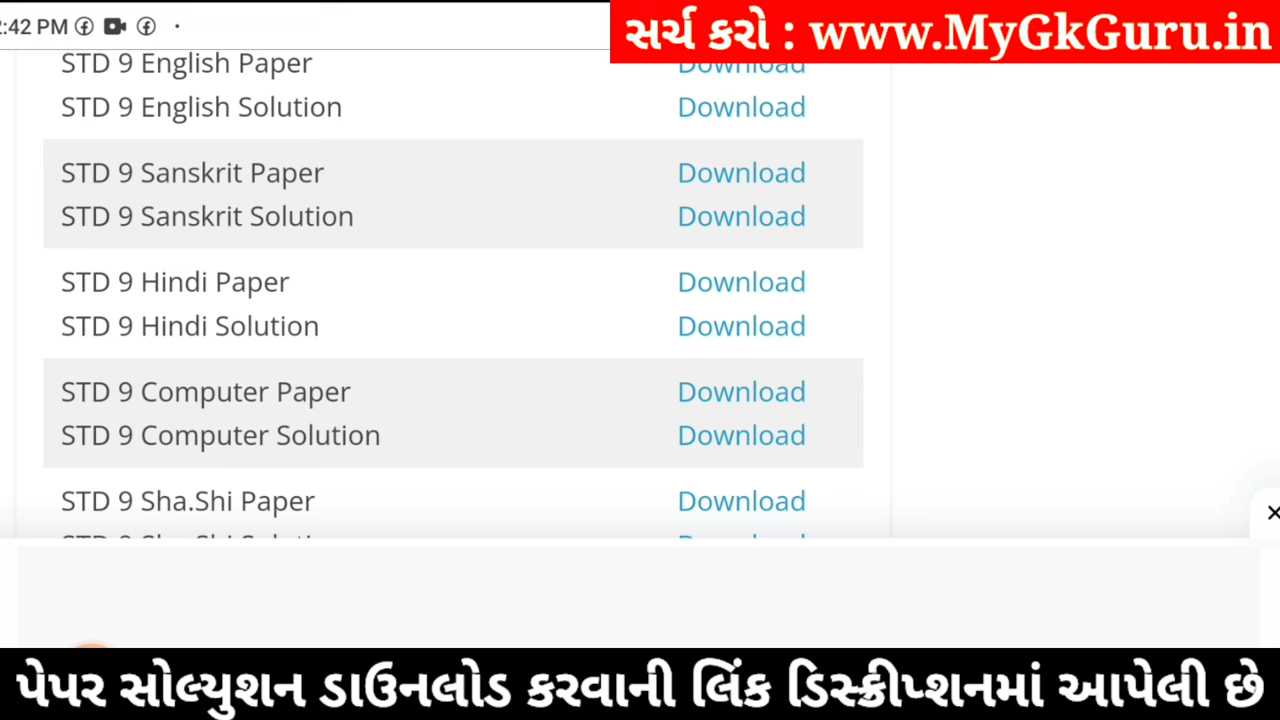 :42 PM
સર્ચ કરો : www.MyGkGuru.in
STD 9 English Paper Download
STD 9 English Solution Download
STD 9 Sanskrit Paper Download
STD 9 Sanskrit Solution Download
STD 9 Hindi Paper Download
STD 9 Hindi Solution Download
STD 9 Computer Paper Download
STD 9 Computer Solution Download
STD 9 Sha.Shi Paper Download
પેપર સોલ્યુશન ડાઉનલોડ કરવાની લિંક ડિસ્ક્રીપ્શનમાં આપેલી છે